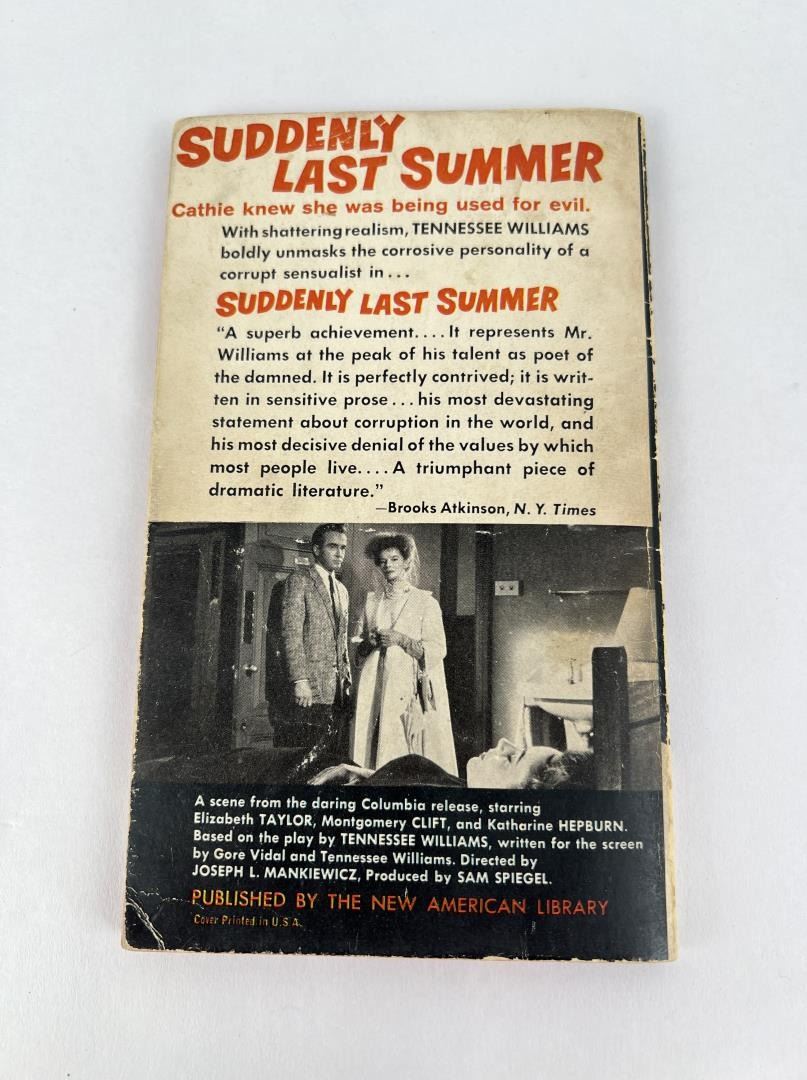 SUDDENLY
LAST SUMMER
Cathie knew she was being used for evil.
With shattering realism, TENNESSEE WILLIAMS
boldly unmasks the corrosive personality of a
corrupt sensualist in...
SUDDENLY LAST SUMMER
"A superb achievement.... It represents Mr.
Williams at the peak of his talent as poet of
the damned. It is perfectly contrived; it is writ-
ten in sensitive prose... his most devastating
statement about corruption in the world, and
his most decisive denial of the values by which
most people live.... A triumphant piece of
dramatic literature."
—Brooks Atkinson, N. Y. Times
A scene from the daring Columbia release, starring
Elizabeth TAYLOR, Montgomery CLIFT, and Katharine HEPBURN.
Based on the play by TENNESSEE WILLIAMS, written for the screen
by Gore Vidal and Tennessee Williams. Directed by
JOSEPH L. MANKIEWICZ, Produced by SAM SPIEGEL.
PUBLISHED BY THE NEW AMERICAN LIBRARY
Cover Printed in U.S.A.